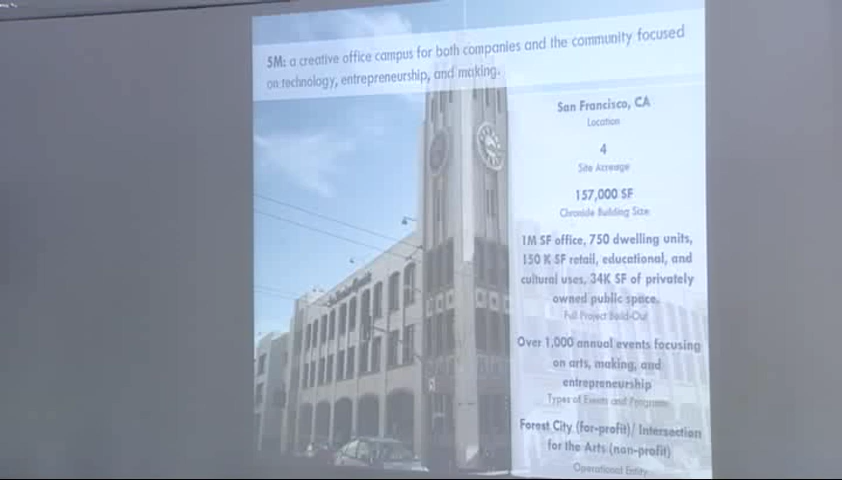 5M: a creative office campus for both companies and the community focused
on technology, entrepreneurship, and making.
San Francisco, CA
Location
4
Site Acreage
157,000 SF
Chronicle Building Size
1M SF office, 750 dwelling units,
150 K SF retail, educational, and
cultural uses, 34K SF of privately
owned public space.
Full Project Build-Out
Over 1,000 annual events focusing
on arts, making, and
entrepreneurship
Types of Events and Programs
Forest City (for-profit)/ Intersection
for the Arts (non-profit)
Operational Entity